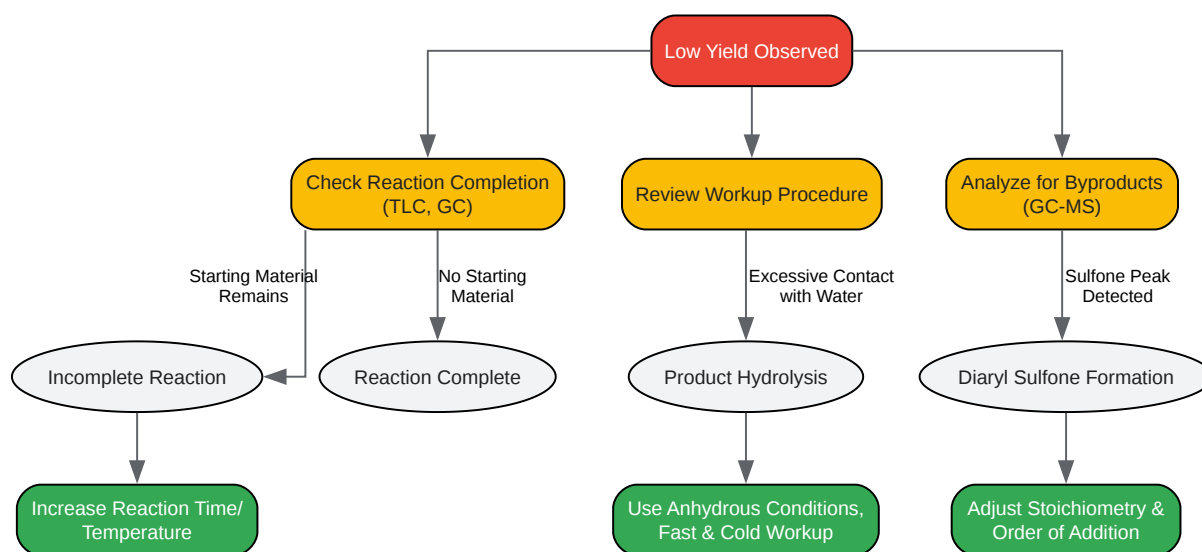 Low Yield Observed
Check Reaction Completion
(TLC, GC)
Review Workup Procedure
Analyze for Byproducts
(GC-MS)
Starting Material
Remains
No Starting
Material
Excessive Contact
with Water
Sulfone Peak
Detected
Incomplete Reaction
Reaction Complete
Product Hydrolysis
Diaryl Sulfone Formation
Increase Reaction Time/
Temperature
Use Anhydrous Conditions,
Fast & Cold Workup
Adjust Stoichiometry &
Order of Addition